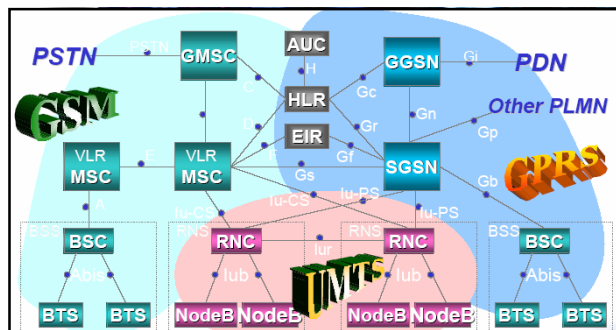 PSTN
PSTN
GMSC
AUC
GGSN
Gi
PDN
H
C
HLR
Gc
Gn
Other PLMN
GSM
D
EIR
Gr
Gp
VLR
MSC
E
VLR
MSC
F
Gf
SGSN
GPRS
Gs
Gb
A
Iu-CS
Iu-CS
Iu-PS
Iu-PS
BSS
BSC
RNS
RNC
Iur
RNS
RNC
BSS
BSC
Abis
Iub
UMTS
Iub
Abis
BTS
BTS
NodeB
NodeB
NodeB
NodeB
BTS
BTS